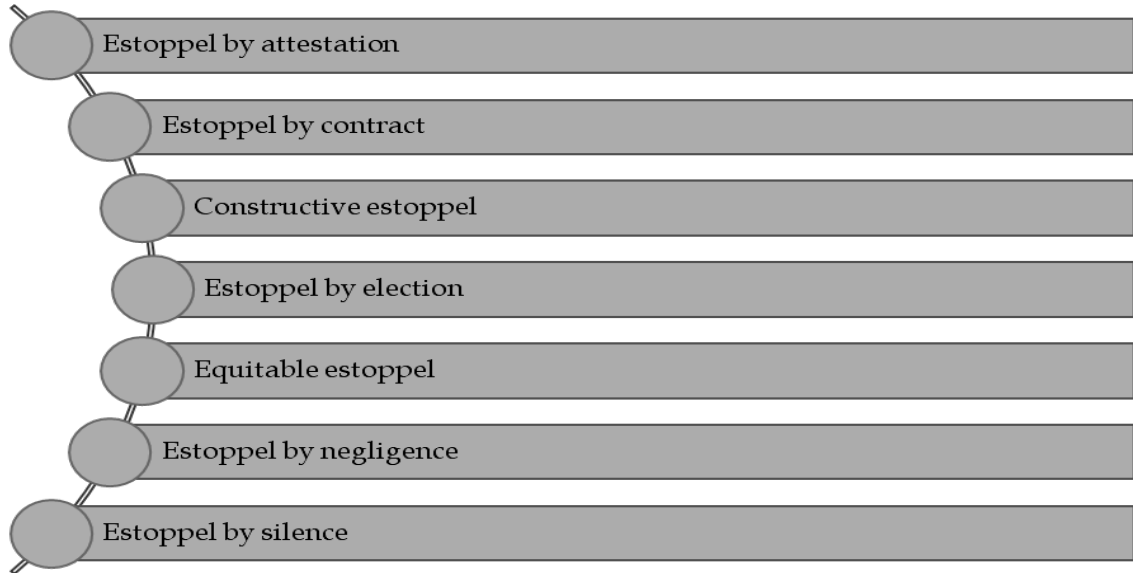 Estoppel by attestation
Estoppel by contract
Constructive estoppel
Estoppel by election
Equitable estoppel
Estoppel by negligence
Estoppel by silence